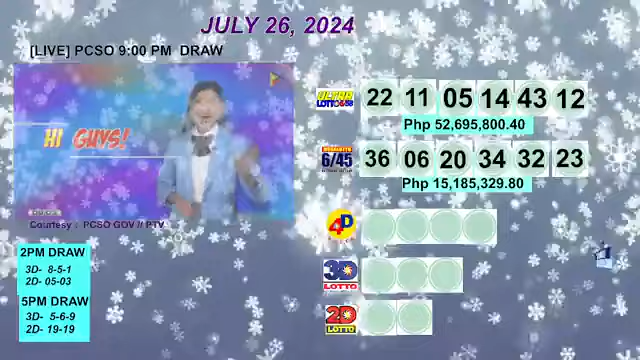 JULY 26, 2024
[LIVE] PCSO 9:00 PM DRAW
HI GUYS!
Courtesy : PCSO GOV // PTV
2PM DRAW
3D- 8-5-1
2D- 05-03
5PM DRAW
3D- 5-6-9
2D- 19-19
ULTRA
LOTTO 6/58
22 11 05 14 43 12
Php 52,695,800.40
6/45
36 06 20 34 32 23
Php 15,185,329.80
4D
3D
LOTTO
2D
LOTTO